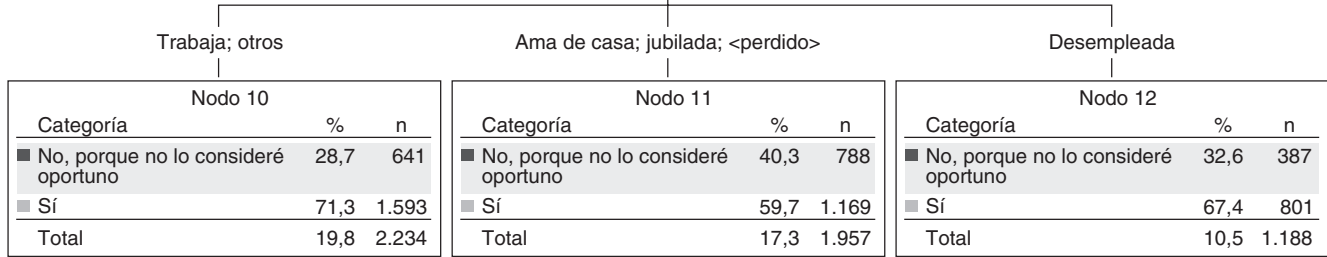 Trabaja; otros
Ama de casa; jubilada; <perdido>
Desempleada
Nodo 10
Categoría % n
No, porque no lo consideré 28,7 641
oportuno
Sí 71,3 1.593
Total 19,8 2.234
Nodo 11
Categoría % n
No, porque no lo consideré 40,3 788
oportuno
Sí 59,7 1.169
Total 17,3 1.957
Nodo 12
Categoría % n
No, porque no lo consideré 32,6 387
oportuno
Sí 67,4 801
Total 10,5 1.188